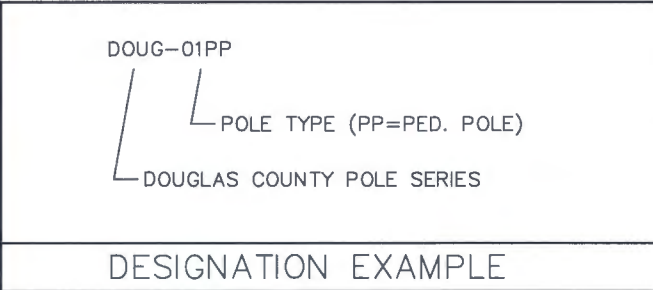 DOUG-01PP
POLE TYPE (PP=PED. POLE)
DOUGLAS COUNTY POLE SERIES
DESIGNATION EXAMPLE